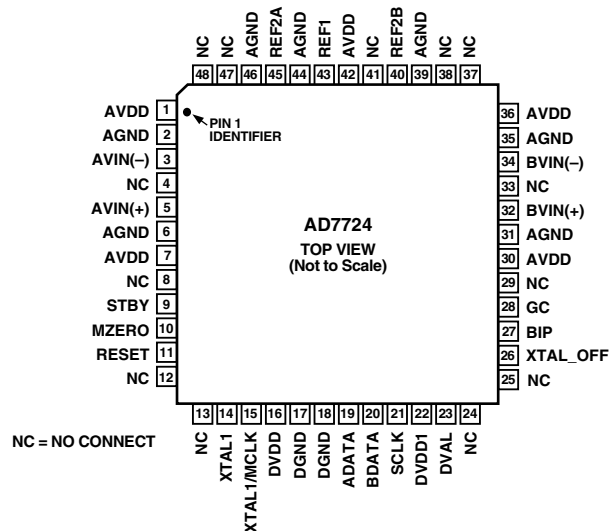 NC
NC
AGND
REF2A
AGND
REF1
AVDD
NC
REF2B
AGND
NC
NC
48 47 46 45 44 43 42 41 40 39 38 37
AVDD 1
AGND 2
AVIN(–) 3
NC 4
AVIN(+) 5
AGND 6
AVDD 7
NC 8
STBY 9
MZERO 10
RESET 11
NC 12
PIN 1
IDENTIFIER
AD7724
TOP VIEW
(Not to Scale)
36 AVDD
35 AGND
34 BVIN(–)
33 NC
32 BVIN(+)
31 AGND
30 AVDD
29 NC
28 GC
27 BIP
26 XTAL_OFF
25 NC
13 14 15 16 17 18 19 20 21 22 23 24
NC
XTAL1
XTAL1/MCLK
DVDD
DGND
DGND
ADATA
BDATA
SCLK
DVDD1
DVAL
NC
NC = NO CONNECT